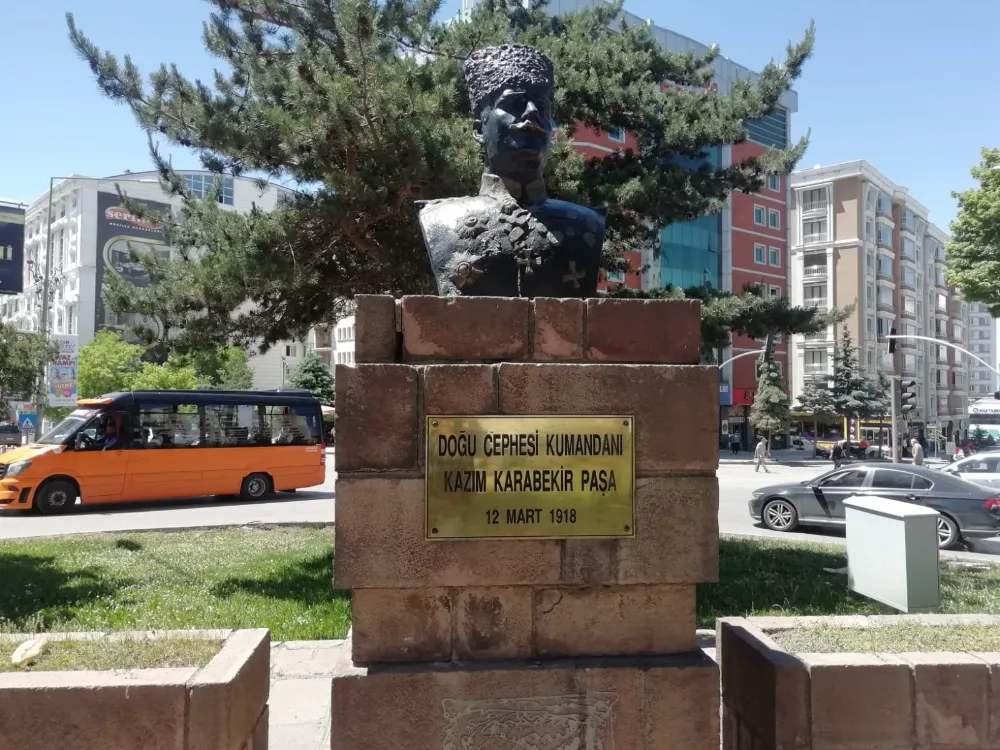 DOĞU CEPHESİ KUMANDANI
KAZIM KARABEKİR PAŞA
12 MART 1918